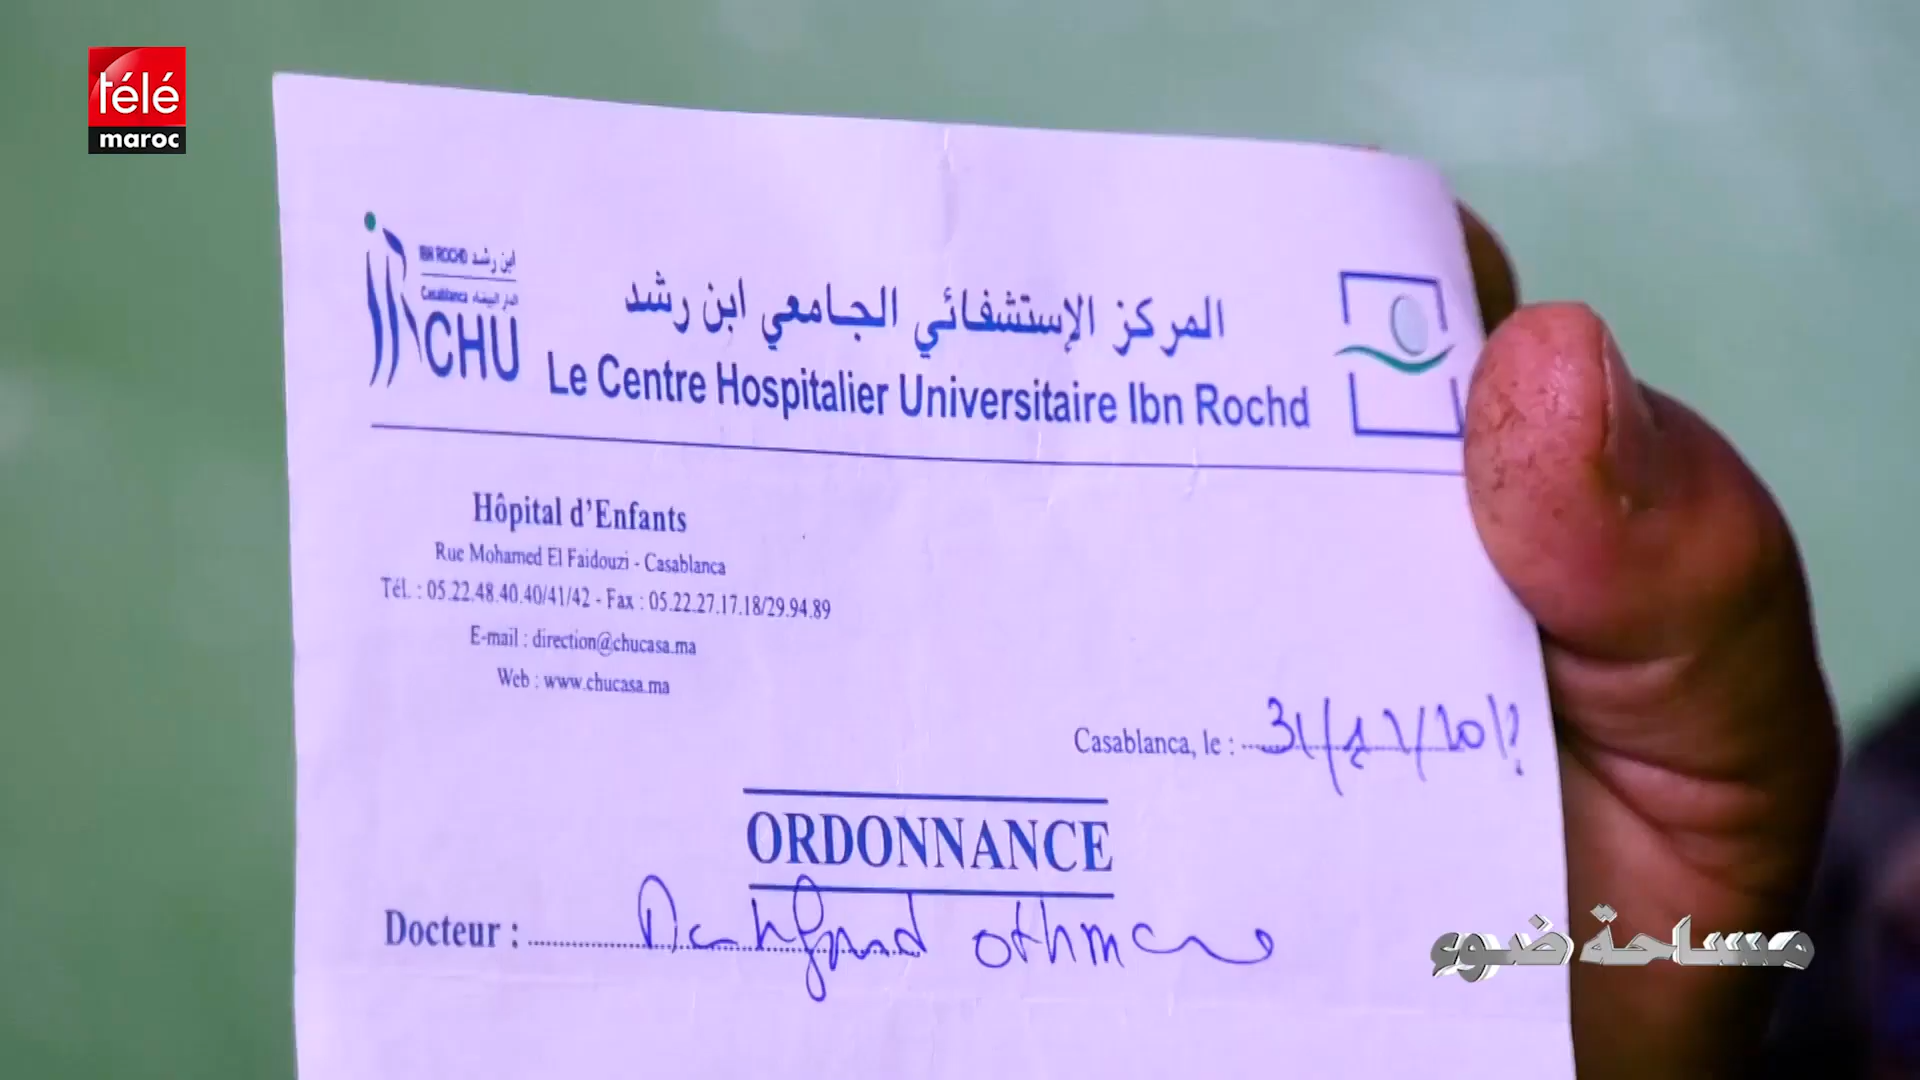 télé
maroc
IBN ROCHD ابن رشد
Casablanca الدار البيضاء
CHU
المركز الإستشفائي الجامعي ابن رشد
Le Centre Hospitalier Universitaire Ibn Rochd
Hôpital d'Enfants
Rue Mohamed El Faidouzi - Casablanca
Tél. : 05.22.48.40.40/41/42 - Fax : 05.22.27.17.18/29.94.89
E-mail : direction@chucasa.ma
Web : www.chucasa.ma
Casablanca, le :
ORDONNANCE
Docteur : othmane
مساحة ضوء